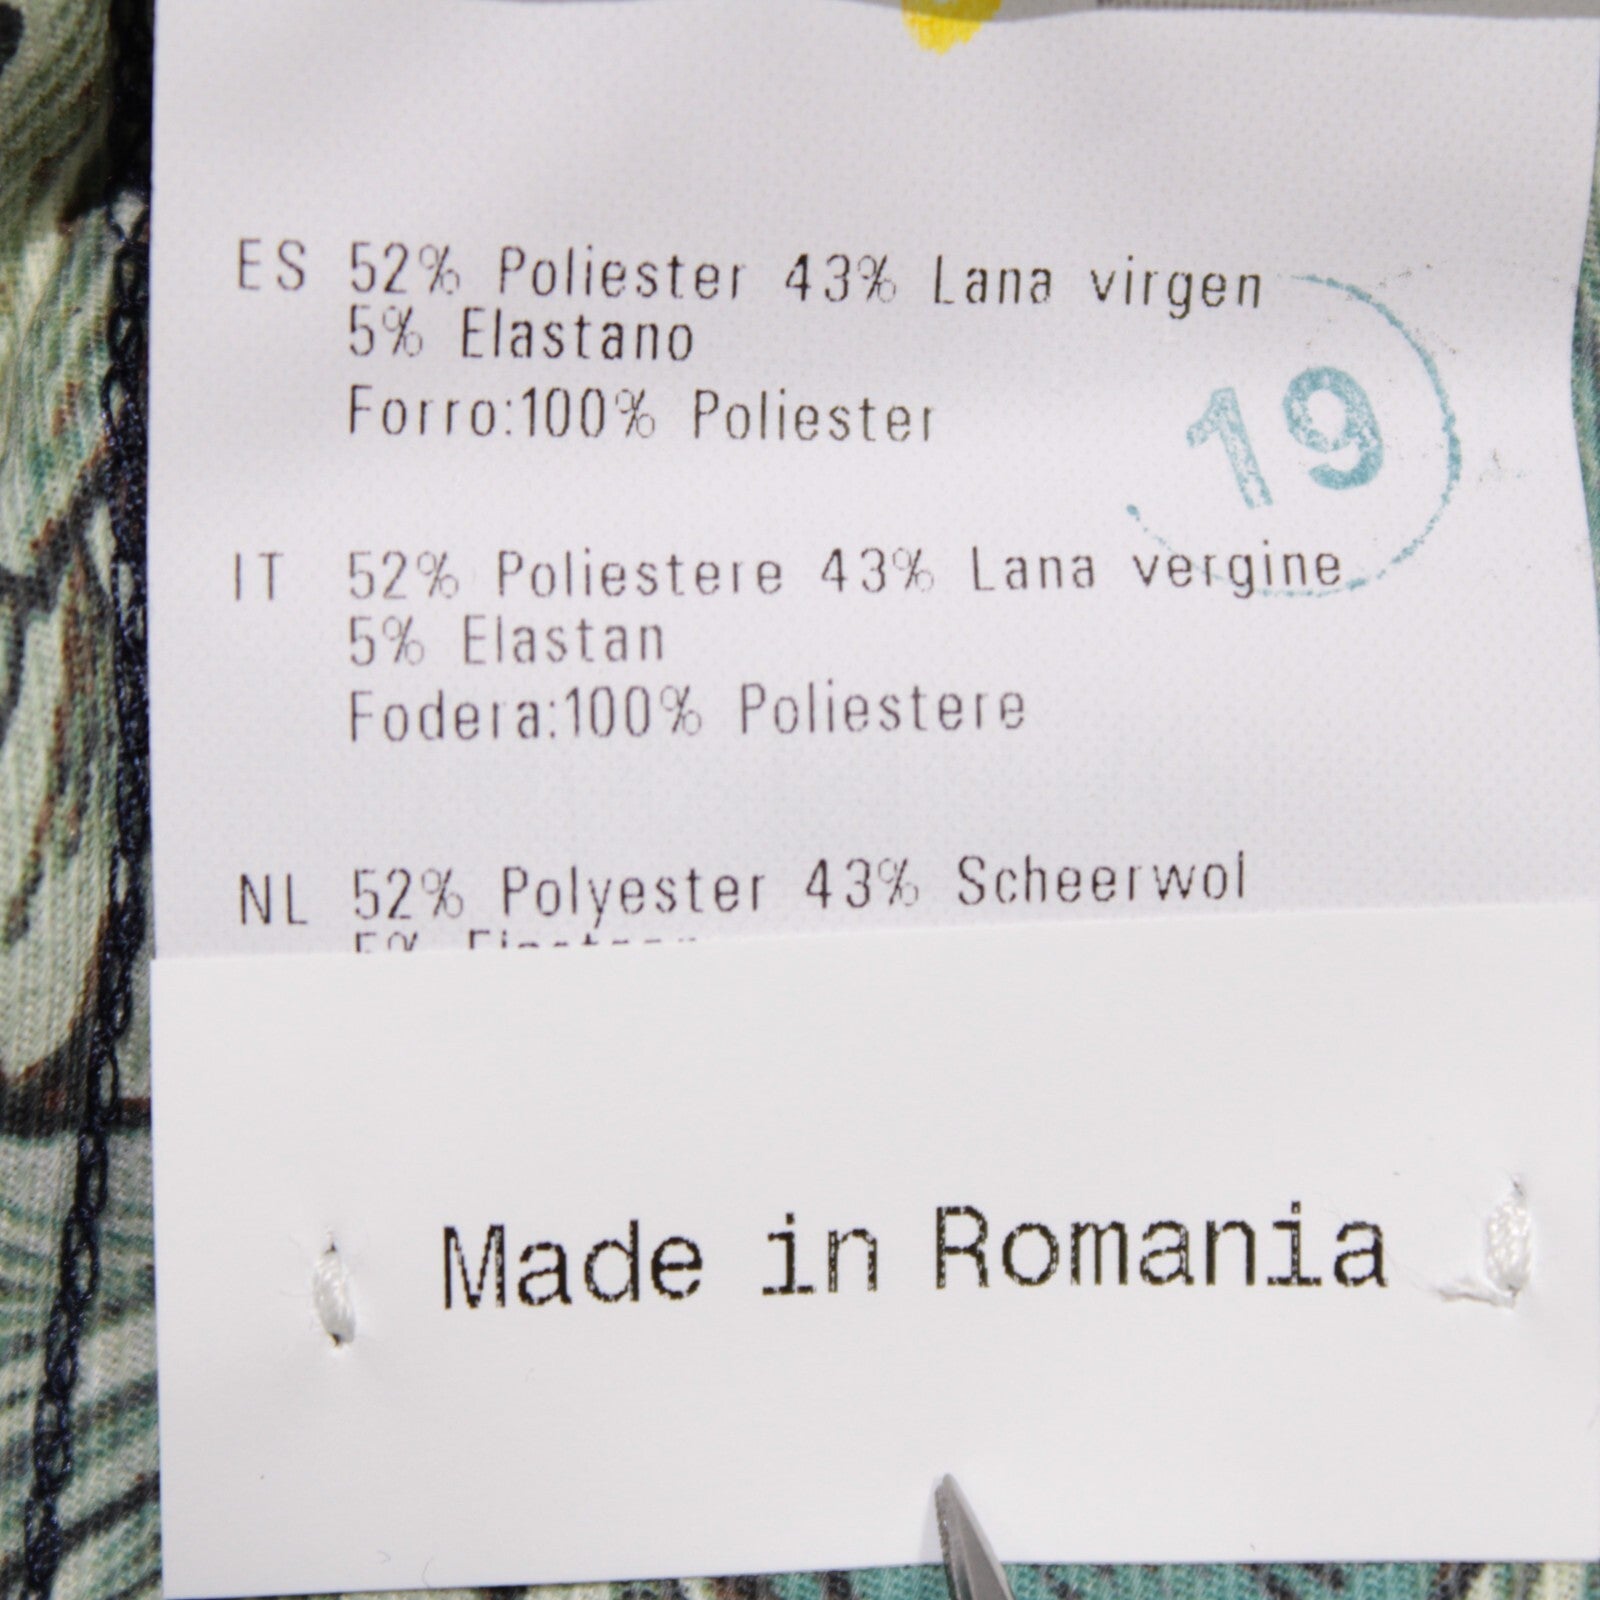 ES 52% Poliester 43% Lana virgen
5% Elastano
Forro:100% Poliester
19
IT 52% Poliestere 43% Lana vergine
5% Elastan
Fodera:100% Poliestere
NL 52% Polyester 43% Scheerwol
5%
Made in Romania